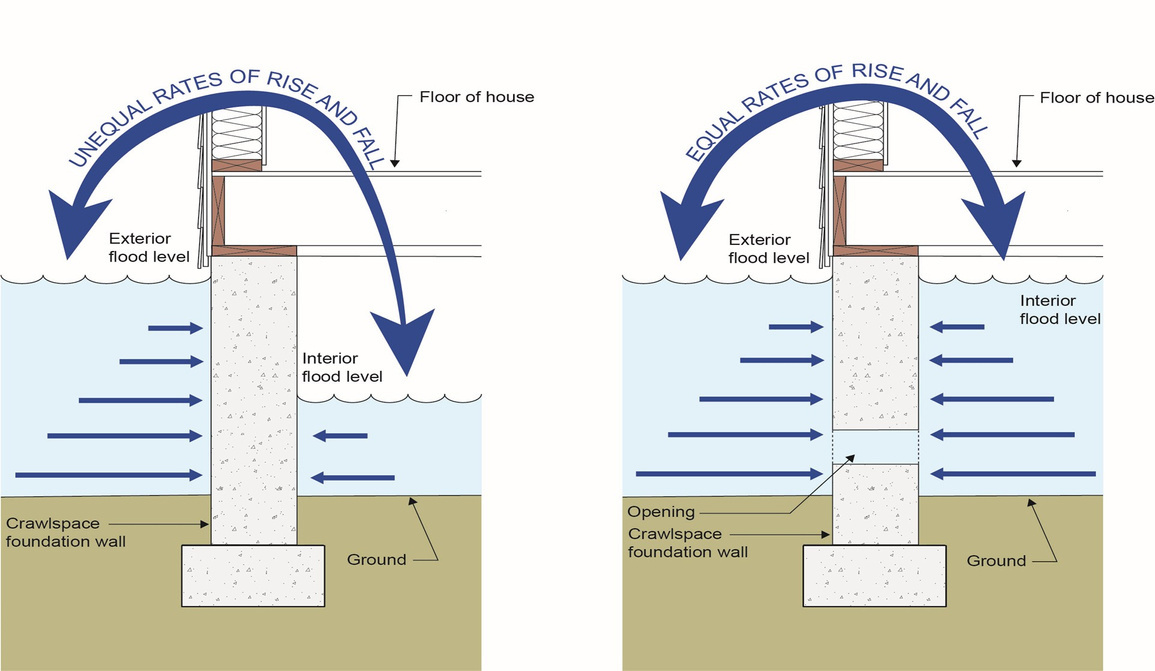 UNEQUAL RATES OF RISE AND FALL
Floor of house
Exterior
flood level
Interior
flood level
Crawlspace
foundation wall
Ground
EQUAL RATES OF RISE AND FALL
Floor of house
Exterior
flood level
Interior
flood level
Opening
Crawlspace
foundation wall
Ground